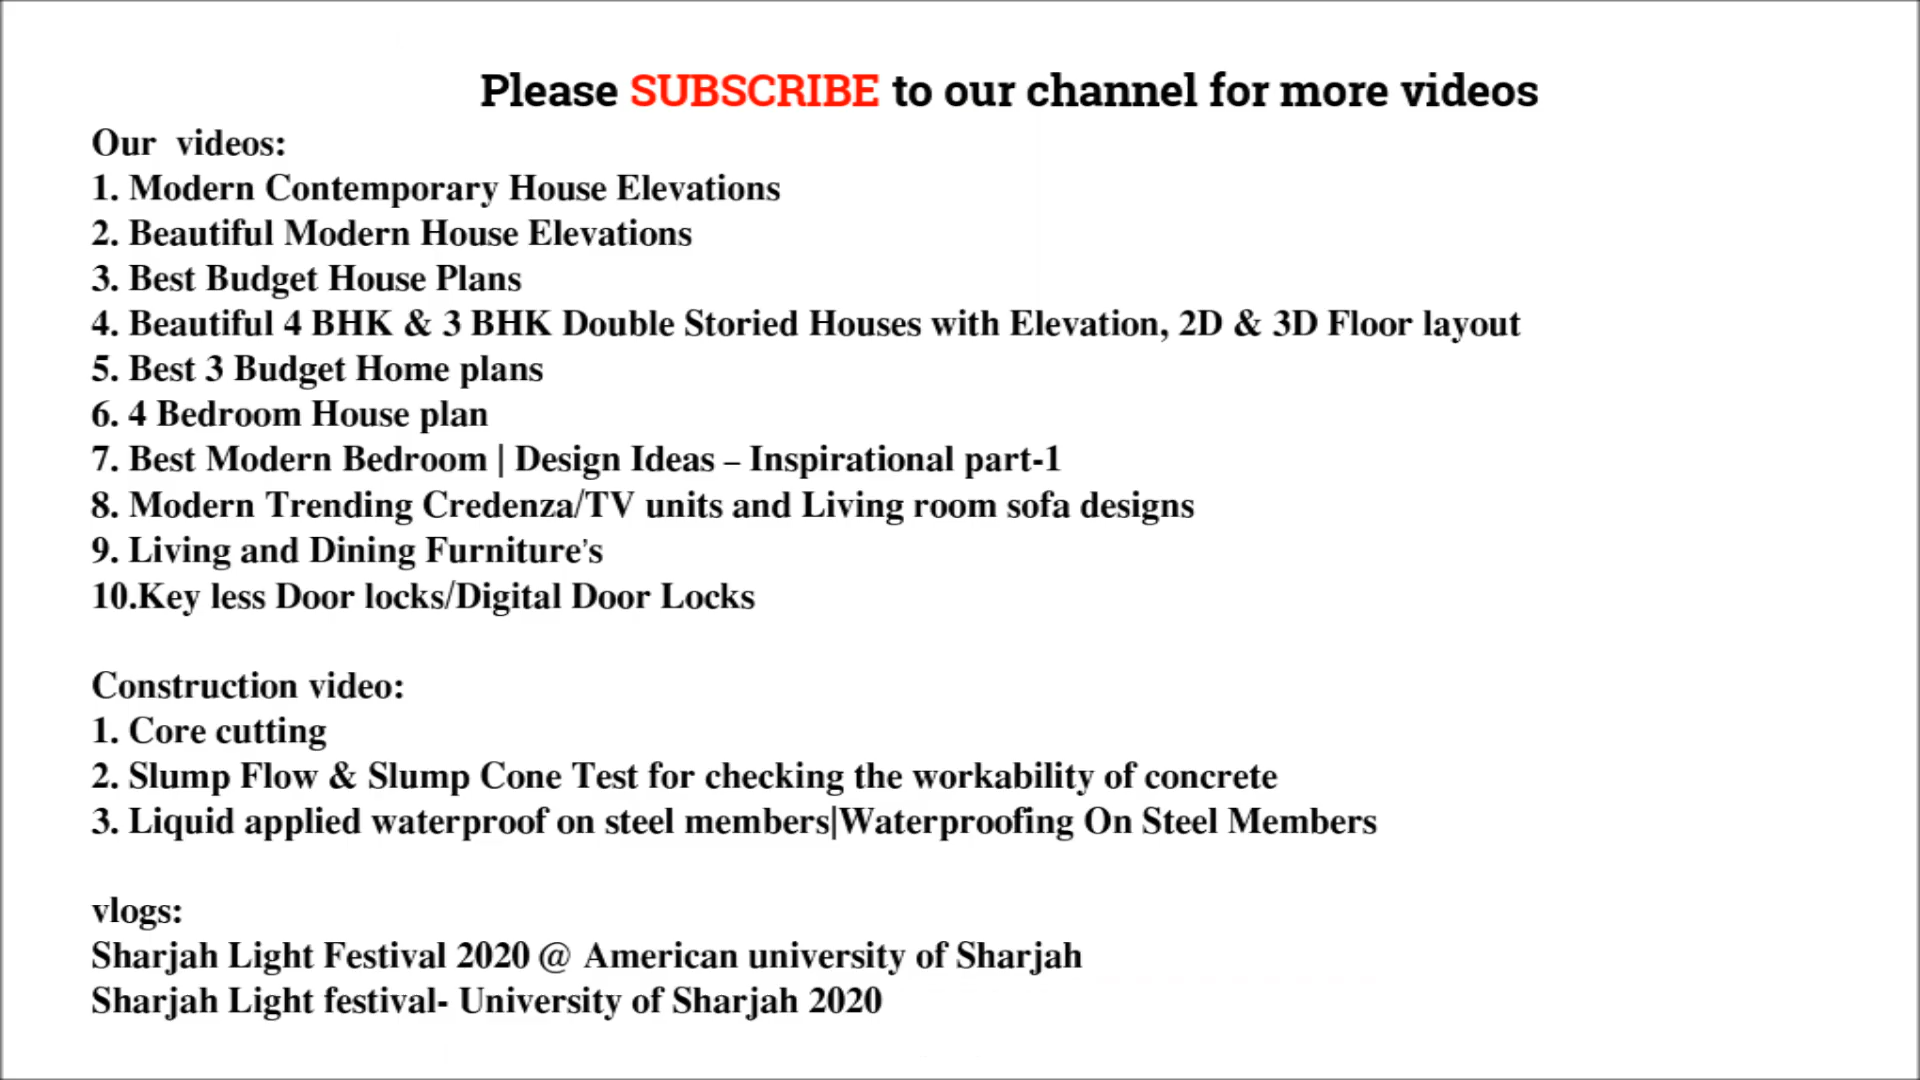 Please SUBSCRIBE to our channel for more videos
Our videos:
1. Modern Contemporary House Elevations
2. Beautiful Modern House Elevations
3. Best Budget House Plans
4. Beautiful 4 BHK & 3 BHK Double Storied Houses with Elevation, 2D & 3D Floor layout
5. Best 3 Budget Home plans
6. 4 Bedroom House plan
7. Best Modern Bedroom | Design Ideas – Inspirational part-1
8. Modern Trending Credenza/TV units and Living room sofa designs
9. Living and Dining Furniture's
10.Key less Door locks/Digital Door Locks
Construction video:
1. Core cutting
2. Slump Flow & Slump Cone Test for checking the workability of concrete
3. Liquid applied waterproof on steel members|Waterproofing On Steel Members
vlogs:
Sharjah Light Festival 2020 @ American university of Sharjah
Sharjah Light festival- University of Sharjah 2020